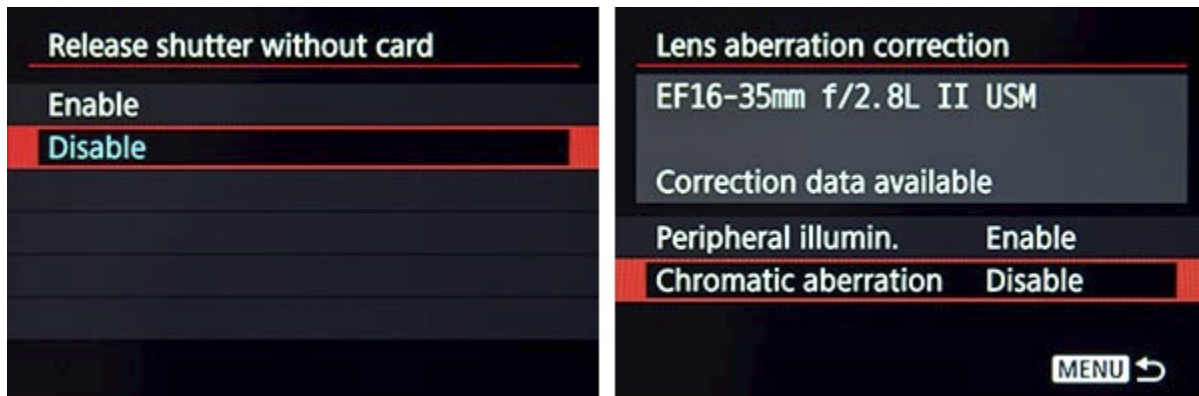 Release shutter without card
Enable
Disable
Lens aberration correction
EF16-35mm f/2.8L II USM
Correction data available
Peripheral illumin. Enable
Chromatic aberration Disable
MENU